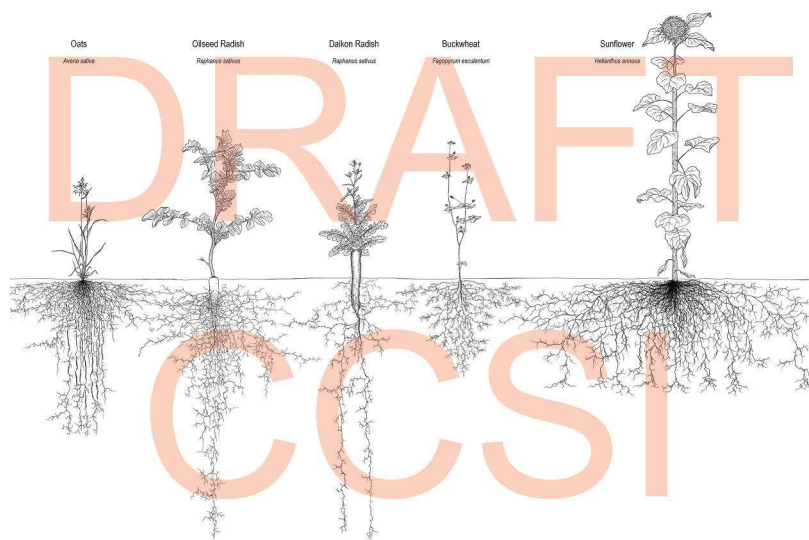 Oats
Avena sativa
Oilseed Radish
Raphanus sativus
Daikon Radish
Raphanus sativus
Buckwheat
Fagopyrum esculentum
Sunflower
Helianthus annuus
DRAFT
CCSI